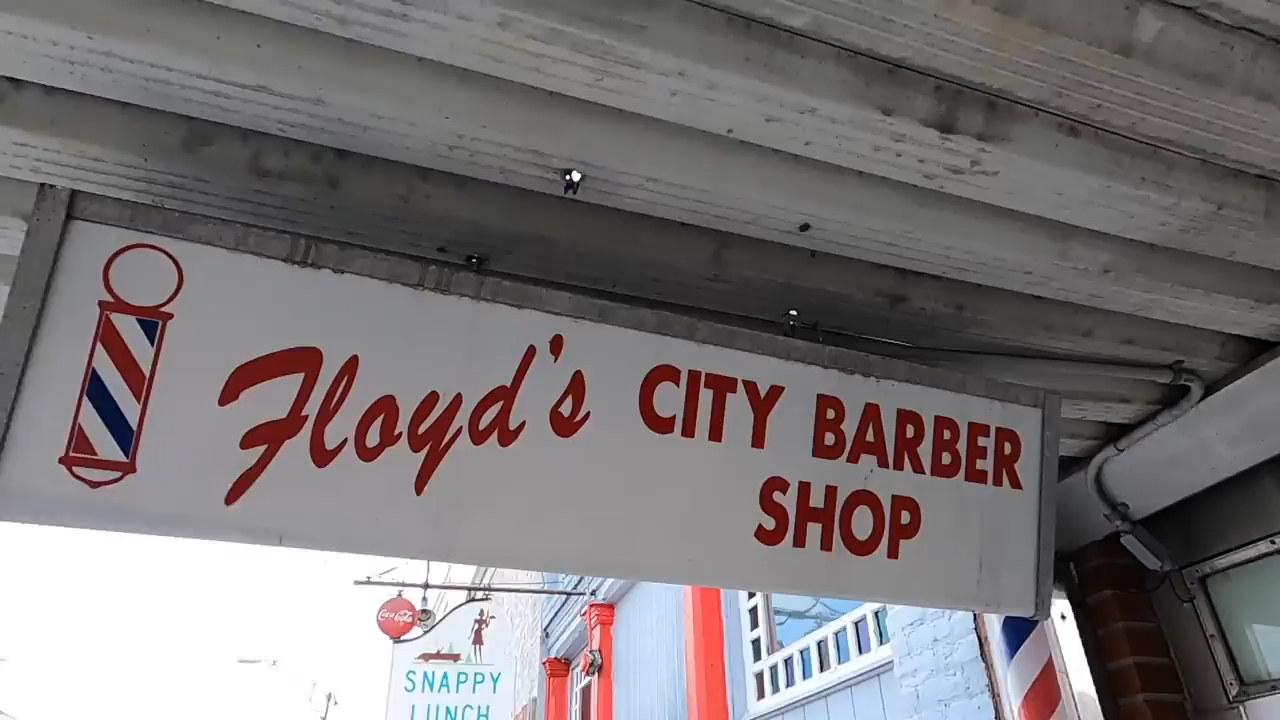 Floyd's CITY BARBER
SHOP
Coca-Cola
SNAPPY
LUNCH